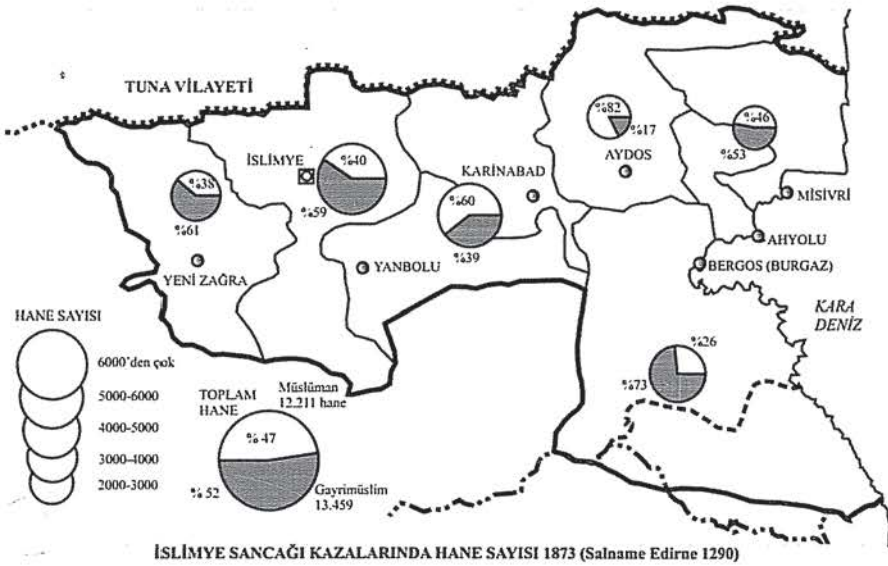 TUNA VİLAYETİ
%82
%17
AYDOS
%46
%53
İSLİMYE
%40
%59
KARİNABAD
%38
%61
YENİ ZAĞRA
%60
%39
YANBOLU
MİSİVRİ
AHYOLU
BERGOS (BURGAZ)
KARA
DENİZ
%26
%73
HANE SAYISI
6000'den çok
5000-6000
4000-5000
3000-4000
2000-3000
TOPLAM
HANE
Müslüman
12.211 hane
% 47
% 52
Gayrimüslim
13.459
İSLİMYE SANCAĞI KAZALARINDA HANE SAYISI 1873 (Salname Edirne 1290)